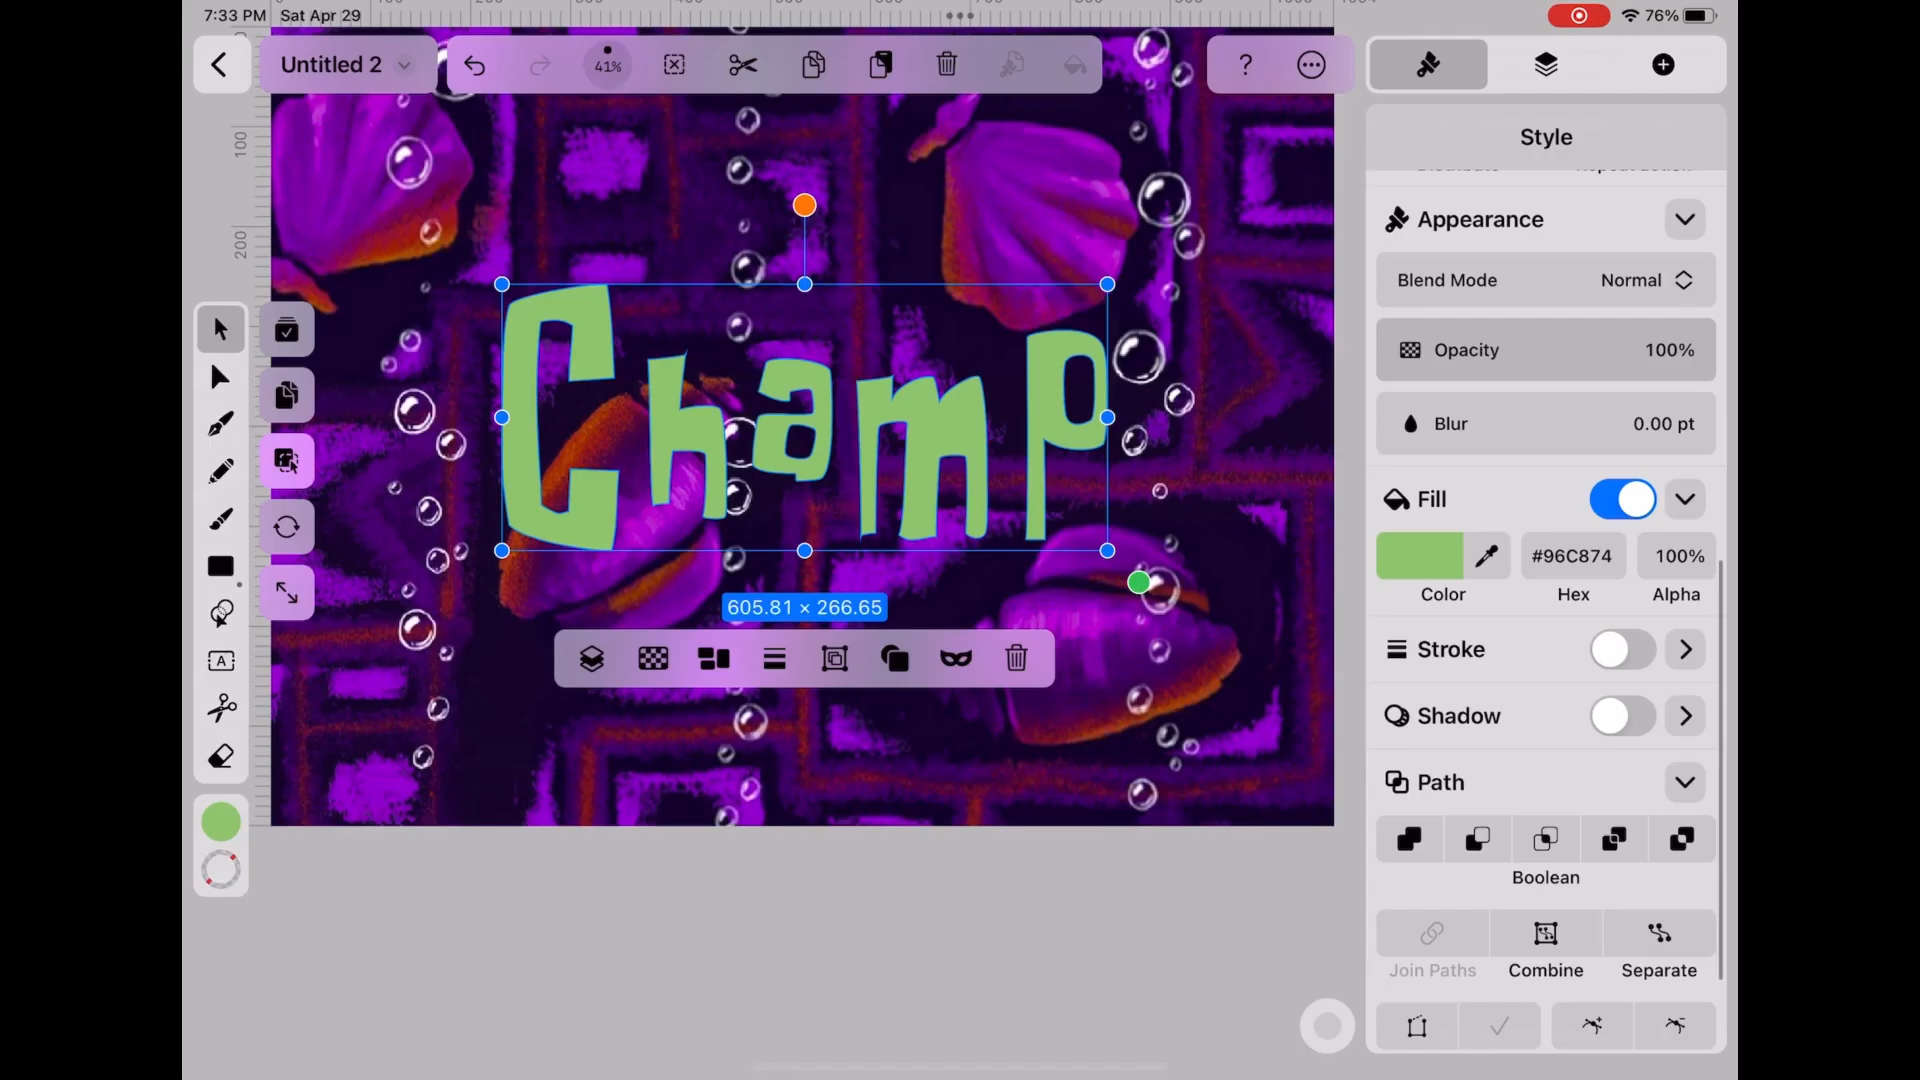 7:33 PM Sat Apr 29
76%
Untitled 2
41%
?
Style
100
200
Appearance
Blend Mode Normal
Opacity 100%
Blur 0.00 pt
Fill
#96C874 100%
Color Hex Alpha
Stroke
Shadow
Path
Boolean
Join Paths Combine Separate
Champ
605.81 × 266.65
A